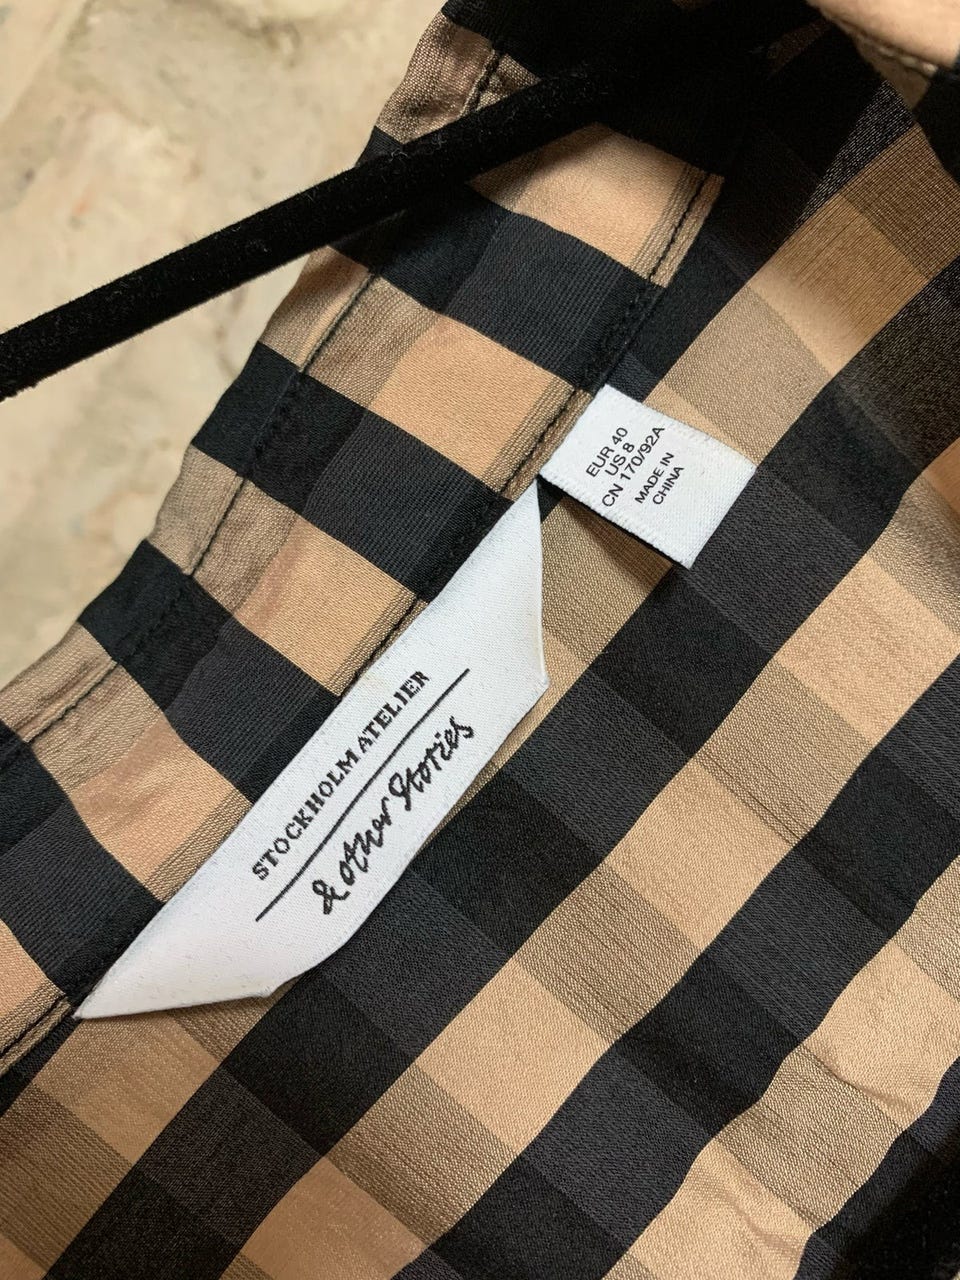 EUR 40
US 8
CN 170/92A
MADE IN
CHINA
STOCKHOLM ATELIER
& other Stories